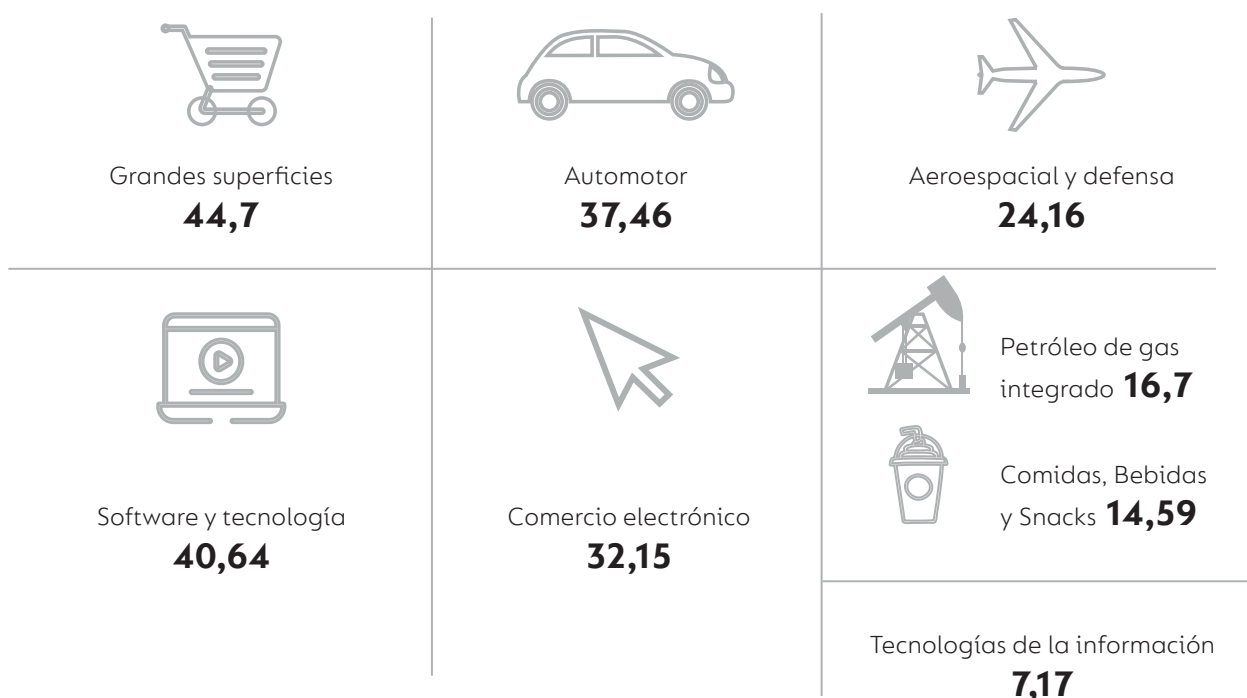 Grandes superficies
44,7
Automotor
37,46
Aeroespacial y defensa
24,16
Software y tecnología
40,64
Comercio electrónico
32,15
Petróleo de gas
integrado 16,7
Comidas, Bebidas
y Snacks 14,59
Tecnologías de la información
7,17